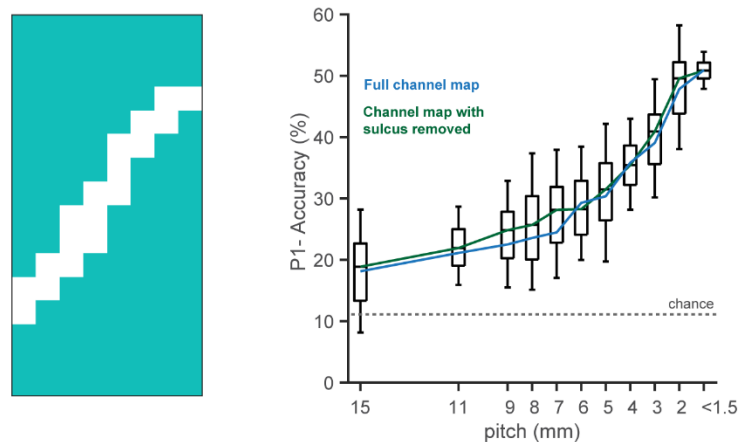 60
50
40
30
20
10
0
P1- Accuracy (%)
Full channel map
Channel map with
sulcus removed
chance
15 11 9 8 7 6 5 4 3 2 <1.5
pitch (mm)